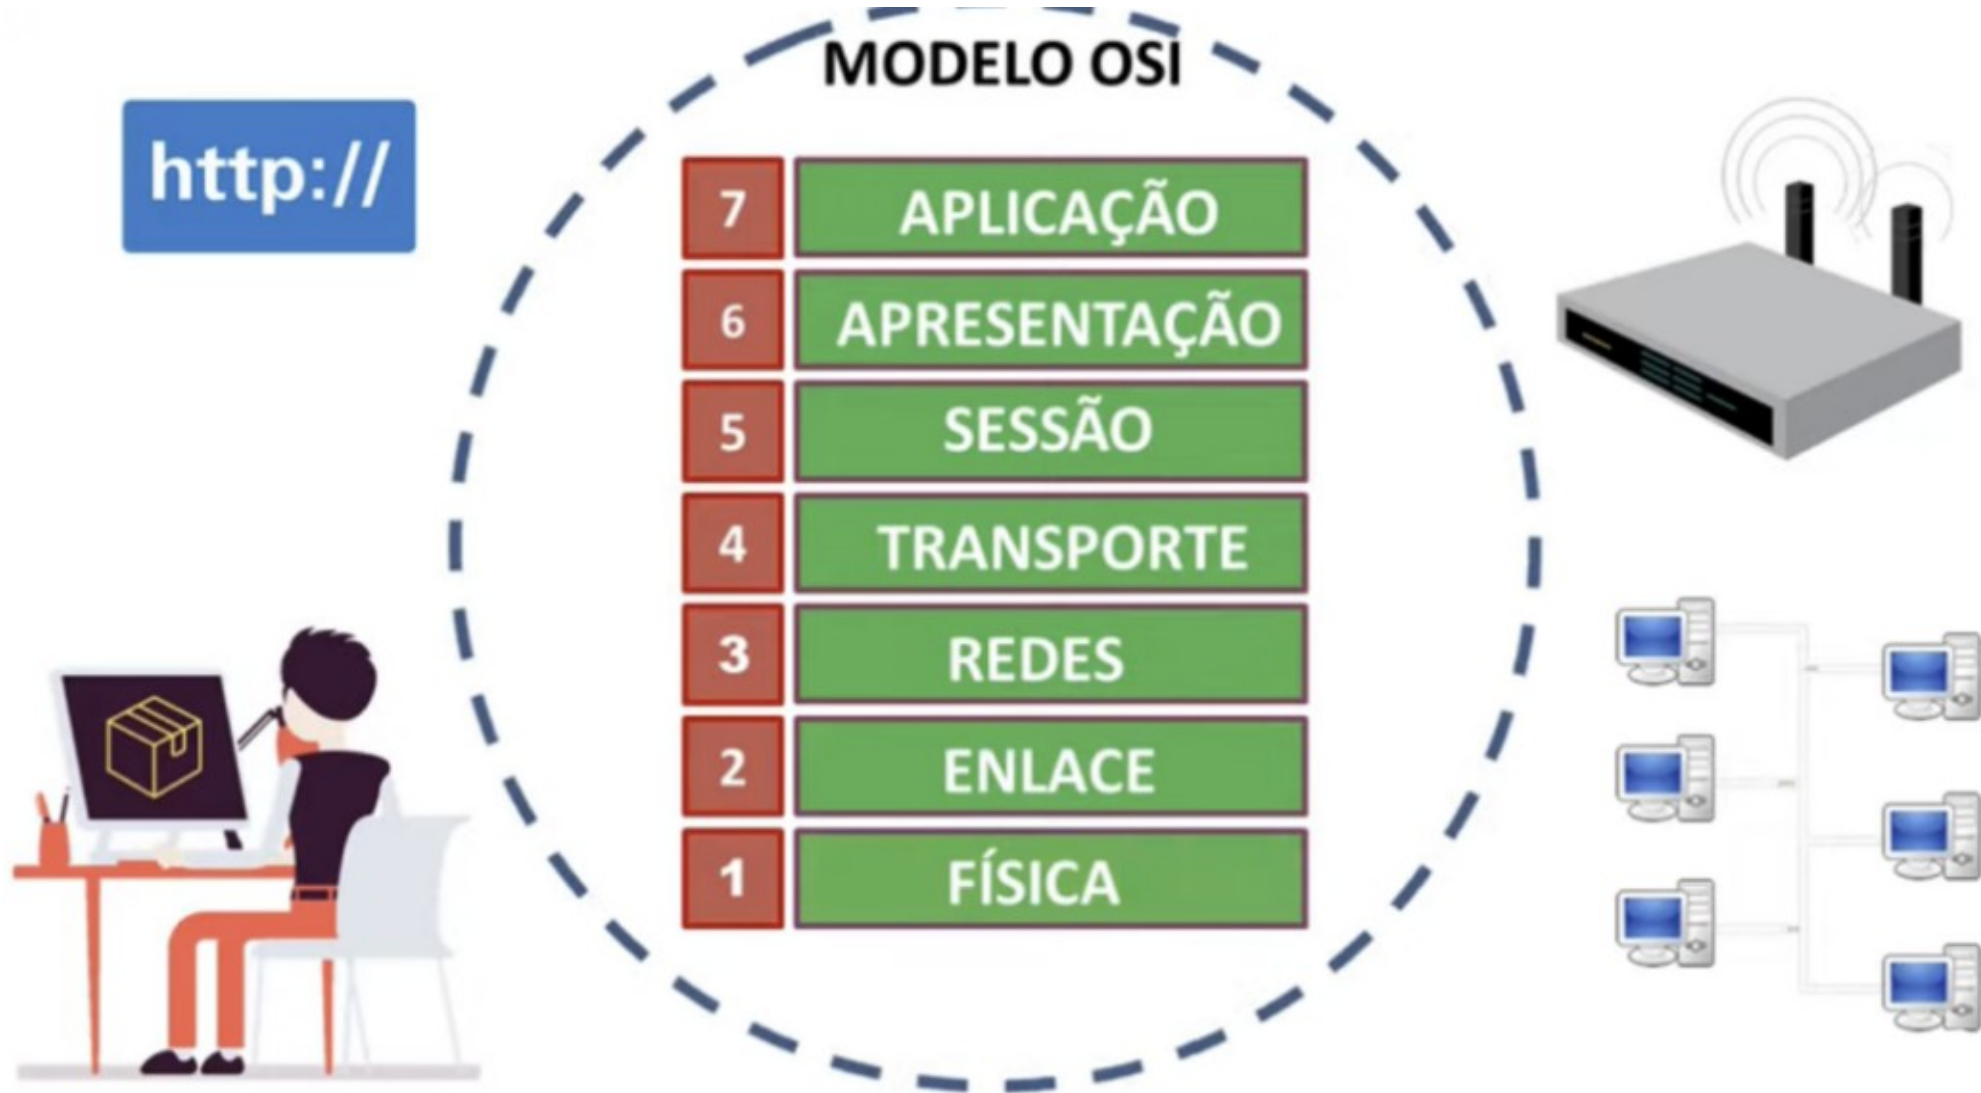 MODELO OSI
http://
7 APLICAÇÃO
6 APRESENTAÇÃO
5 SESSÃO
4 TRANSPORTE
3 REDES
2 ENLACE
1 FÍSICA